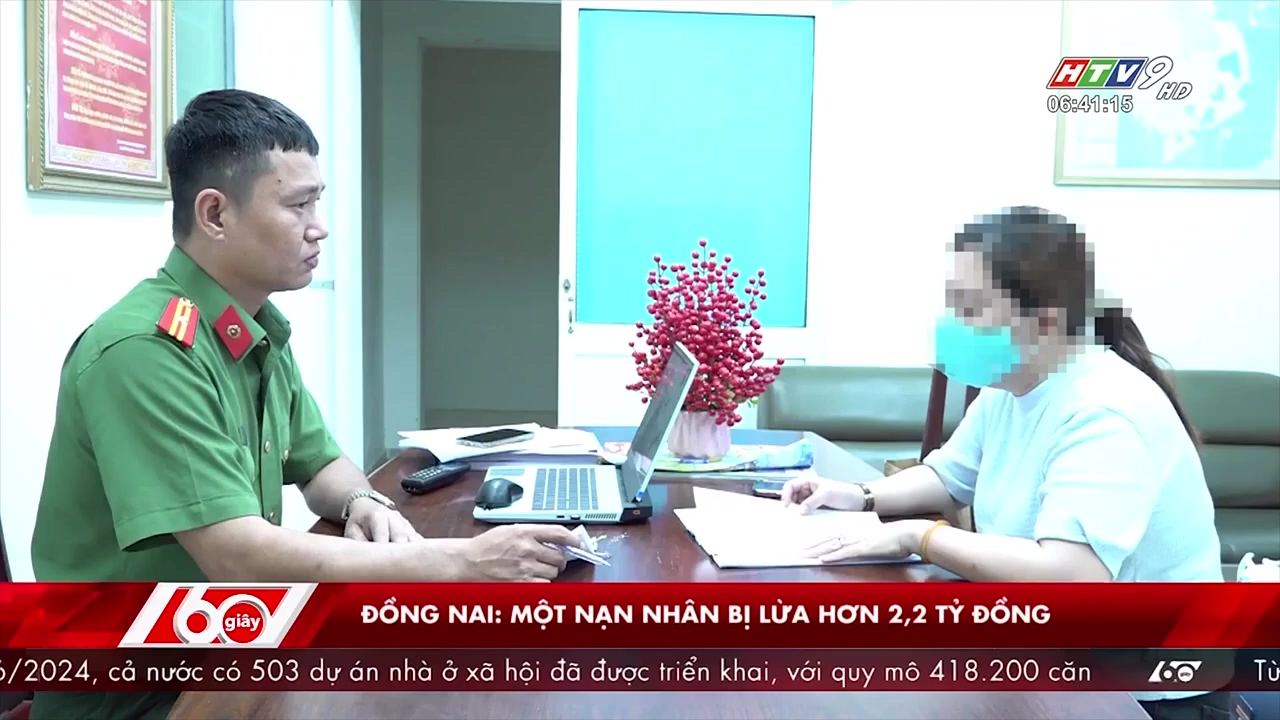 HTV9 HD
06:41:15
60 giây
ĐỒNG NAI: MỘT NẠN NHÂN BỊ LỪA HƠN 2,2 TỶ ĐỒNG
6/2024, cả nước có 503 dự án nhà ở xã hội đã được triển khai, với quy mô 418.200 căn
60 giây
Từ